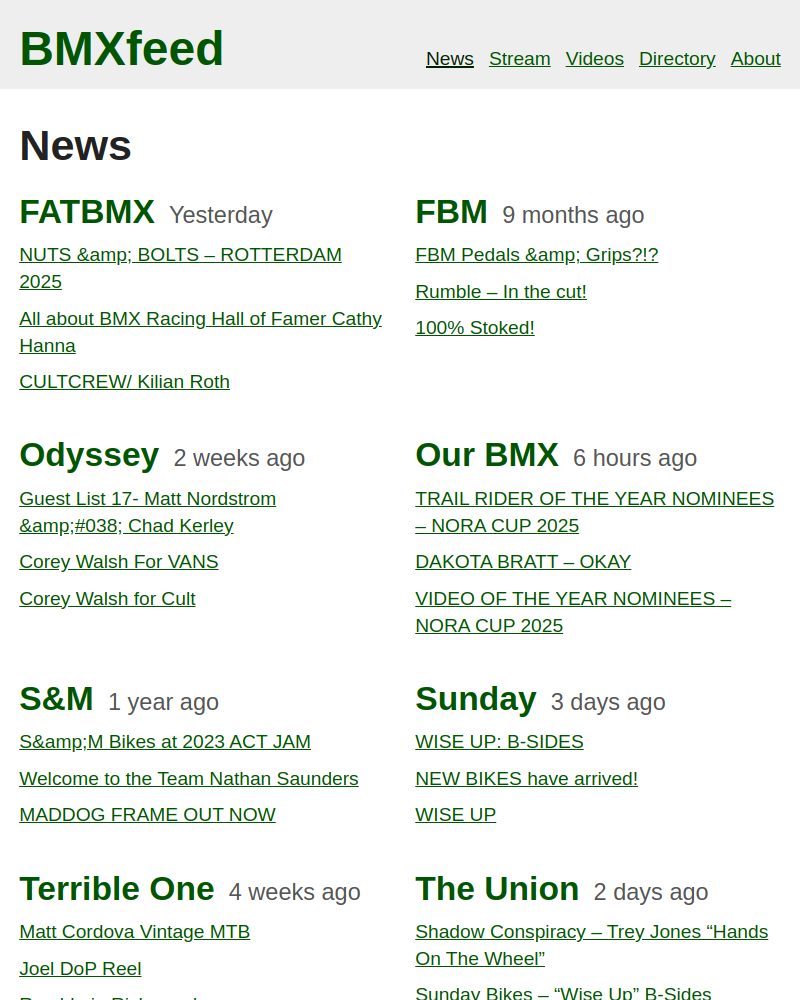 BMXfeed
News Stream Videos Directory About
News
FATBMX Yesterday
NUTS &amp; BOLTS – ROTTERDAM
2025
All about BMX Racing Hall of Famer Cathy
Hanna
CULTCREW/ Kilian Roth
FBM 9 months ago
FBM Pedals &amp; Grips?!?
Rumble – In the cut!
100% Stoked!
Odyssey 2 weeks ago
Guest List 17- Matt Nordstrom
&amp;#038; Chad Kerley
Corey Walsh For VANS
Corey Walsh for Cult
Our BMX 6 hours ago
TRAIL RIDER OF THE YEAR NOMINEES
– NORA CUP 2025
DAKOTA BRATT – OKAY
VIDEO OF THE YEAR NOMINEES –
NORA CUP 2025
S&M 1 year ago
S&amp;M Bikes at 2023 ACT JAM
Welcome to the Team Nathan Saunders
MADDOG FRAME OUT NOW
Sunday 3 days ago
WISE UP: B-SIDES
NEW BIKES have arrived!
WISE UP
Terrible One 4 weeks ago
Matt Cordova Vintage MTB
Joel DoP Reel
The Union 2 days ago
Shadow Conspiracy – Trey Jones “Hands
On The Wheel”
Sunday Bikes – “Wise Up” B-Sides